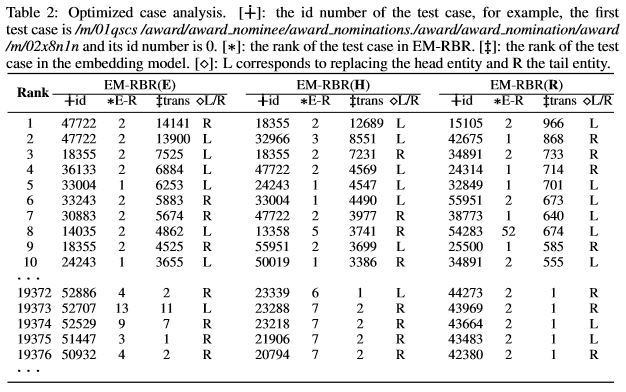 Table 2: Optimized case analysis. [∔]: the id number of the test case, for example, the first
test case is /m/01qscs /award/award_nominee/award_nominations./award/award_nomination/award
/m/02x8n1n and its id number is 0. [∗]: the rank of the test case in EM-RBR. [‡]: the rank of the test
case in the embedding model. [⋄]: L corresponds to replacing the head entity and R the tail entity.
Rank EM-RBR(E) EM-RBR(H) EM-RBR(R)
∔id ∗E-R ‡trans ⋄L/R ∔id ∗E-R ‡trans ⋄L/R ∔id ∗E-R ‡trans ⋄L/R
1 47722 2 14141 R 18355 2 12689 L 15105 2 966 L
2 47722 2 13900 L 32966 3 8551 L 42675 1 868 R
3 18355 2 7525 L 18355 2 7231 R 34891 2 733 R
4 36133 2 6884 L 47722 2 4569 L 24314 1 714 R
5 33004 1 6253 L 24243 1 4547 L 32849 1 701 L
6 33243 2 5883 R 33004 1 4490 L 55951 2 673 L
7 30883 2 5674 R 47722 2 3977 R 38773 1 640 L
8 14035 2 4862 L 13358 5 3741 R 54283 52 674 L
9 18355 2 4525 R 55951 2 3699 L 25500 1 585 R
10 24243 1 3655 L 50019 1 3386 R 34891 2 555 L
. . .
19372 52886 4 2 R 23339 6 1 L 44273 2 1 R
19373 52707 13 11 L 23288 7 2 R 43969 2 1 R
19374 52529 9 7 R 23218 7 2 R 43664 2 1 L
19375 51447 3 1 R 21906 7 2 R 43483 2 1 L
19376 50932 4 2 R 20794 7 2 R 42380 2 1 R
. . .